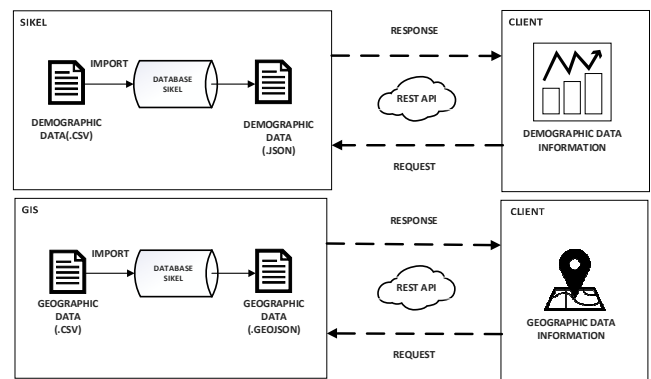 SIKEL
IMPORT
DEMOGRAPHIC
DATA(.CSV)
DATABASE
SIKEL
DEMOGRAPHIC
DATA
(.JSON)
RESPONSE
REST API
REQUEST
CLIENT
DEMOGRAPHIC DATA
INFORMATION
GIS
IMPORT
GEOGRAPHIC
DATA
(.CSV)
DATABASE
SIKEL
GEOGRAPHIC
DATA
(.GEOJSON)
RESPONSE
REST API
REQUEST
CLIENT
GEOGRAPHIC DATA
INFORMATION